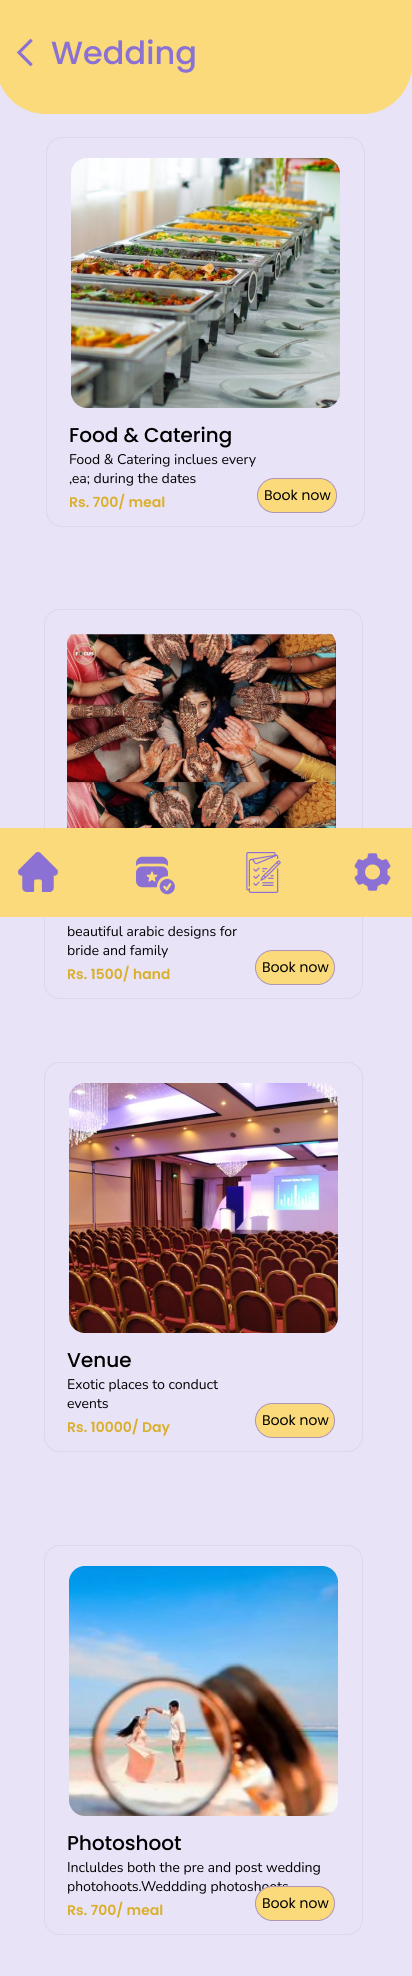 Wedding
Food & Catering
Food & Catering inclues every
,ea; during the dates
Rs. 700/ meal
Book now
beautiful arabic designs for
bride and family
Rs. 1500/ hand
Book now
Venue
Exotic places to conduct
events
Rs. 10000/ Day
Book now
Photoshoot
Incluldes both the pre and post wedding
photohoots.Weddding photoshoots
Rs. 700/ meal
Book now